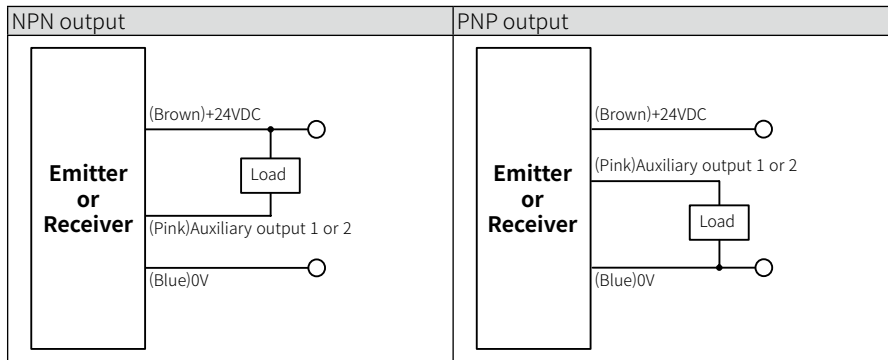 NPN output
PNP output
(Brown)+24VDC
Load
Emitter
or
Receiver
(Pink)Auxiliary output 1 or 2
(Blue)0V
(Brown)+24VDC
(Pink)Auxiliary output 1 or 2
Emitter
or
Receiver
Load
(Blue)0V